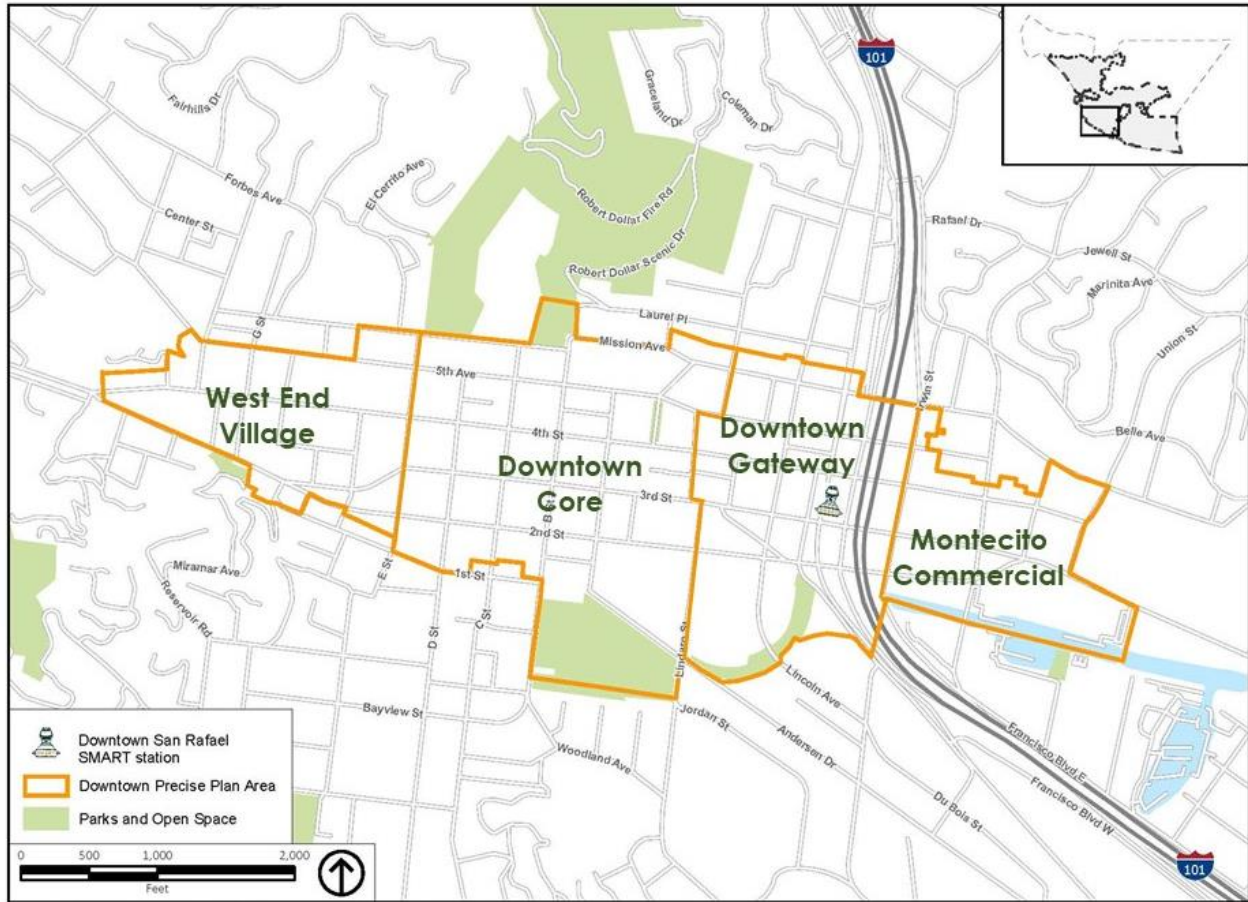 101
Fairhills Dr
Graceland Dr
Coleman Dr
Forbes Ave
El Cerrito Ave
Center St
Robert Dollar Fire Rd
Robert Dollar Scenic Dr
Rafael Dr
Jewell St
Marinita Ave
Union St
G St
Laurel Pl
Mission Ave
5th Ave
Irwin St
Belle Ave
West End
Village
4th St
Downtown
Core
Downtown
Gateway
3rd St
B St
2nd St
Montecito
Commercial
Miramar Ave
Reservoir Rd
E St
1st St
D St
C St
Lindaro St
Lincoln Ave
Bayview St
Jordan St
Woodland Ave
Andersen Dr
Du Bois St
Francisco Blvd E
Francisco Blvd W
101
Downtown San Rafael
SMART station
Downtown Precise Plan Area
Parks and Open Space
0 500 1,000 2,000
Feet